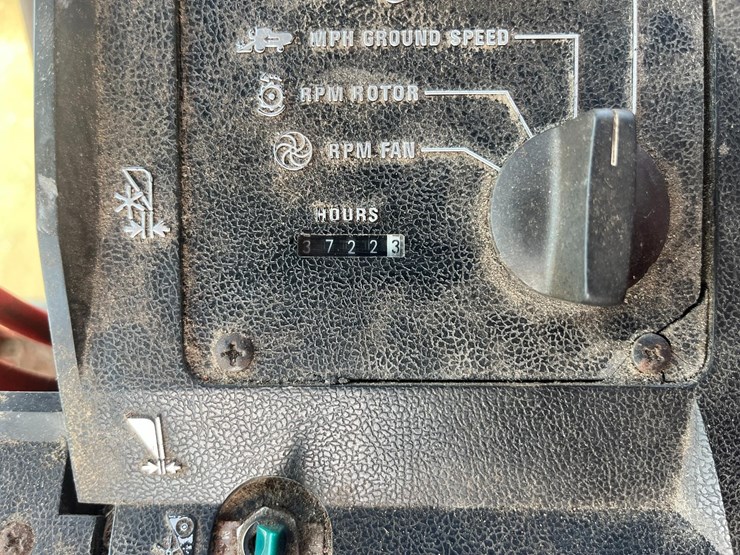 MPH GROUND SPEED
RPM ROTOR
RPM FAN
HOURS
37223